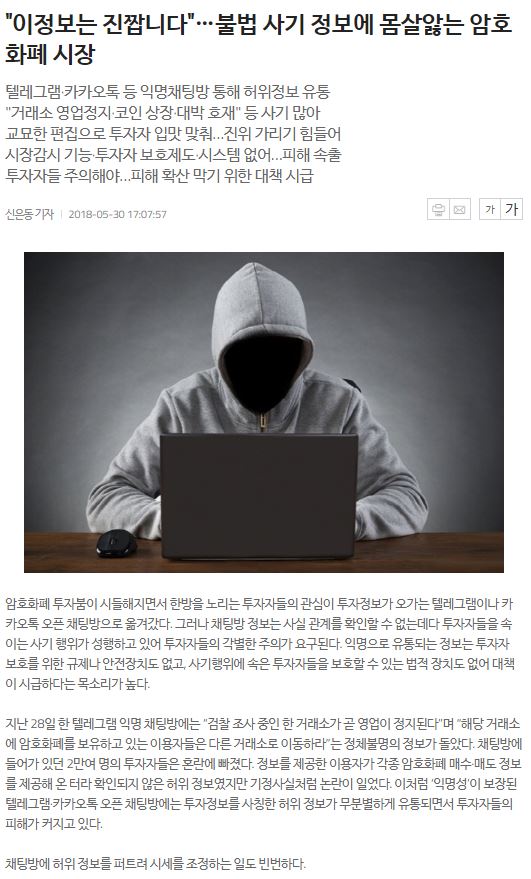 "이정보는 진짭니다"…불법 사기 정보에 몸살앓는 암호
화폐 시장
텔레그램·카카오톡 등 익명채팅방 통해 허위정보 유통
"거래소 영업정지·코인 상장·대박 호재" 등 사기 많아
교묘한 편집으로 투자자 입맛 맞춰…진위 가리기 힘들어
시장감시 기능·투자자 보호제도·시스템 없어…피해 속출
투자자들 주의해야…피해 확산 막기 위한 대책 시급
신은동 기자 | 2018-05-30 17:07:57
가 가
암호화폐 투자붐이 시들해지면서 한방을 노리는 투자자들의 관심이 투자정보가 오가는 텔레그램이나 카
카오톡 오픈 채팅방으로 옮겨갔다. 그러나 채팅방 정보는 사실 관계를 확인할 수 없는데다 투자자들을 속
이는 사기 행위가 성행하고 있어 투자자들의 각별한 주의가 요구된다. 익명으로 유통되는 정보는 투자자
보호를 위한 규제나 안전장치도 없고, 사기행위에 속은 투자자들을 보호할 수 있는 법적 장치도 없어 대책
이 시급하다는 목소리가 높다.
지난 28일 한 텔레그램 익명 채팅방에는 "검찰 조사 중인 한 거래소가 곧 영업이 정지된다"며 "해당 거래소
에 암호화폐를 보유하고 있는 이용자들은 다른 거래소로 이동하라"는 정체불명의 정보가 돌았다. 채팅방에
들어가 있던 2만여 명의 투자자들은 혼란에 빠졌다. 정보를 제공한 이용자가 각종 암호화폐 매수·매도 정보
를 제공해 온 터라 확인되지 않은 허위 정보였지만 기정사실처럼 논란이 일었다. 이처럼 '익명성'이 보장된
텔레그램·카카오톡 오픈 채팅방에는 투자정보를 사칭한 허위 정보가 무분별하게 유통되면서 투자자들의
피해가 커지고 있다.
채팅방에 허위 정보를 퍼트려 시세를 조정하는 일도 빈번하다.